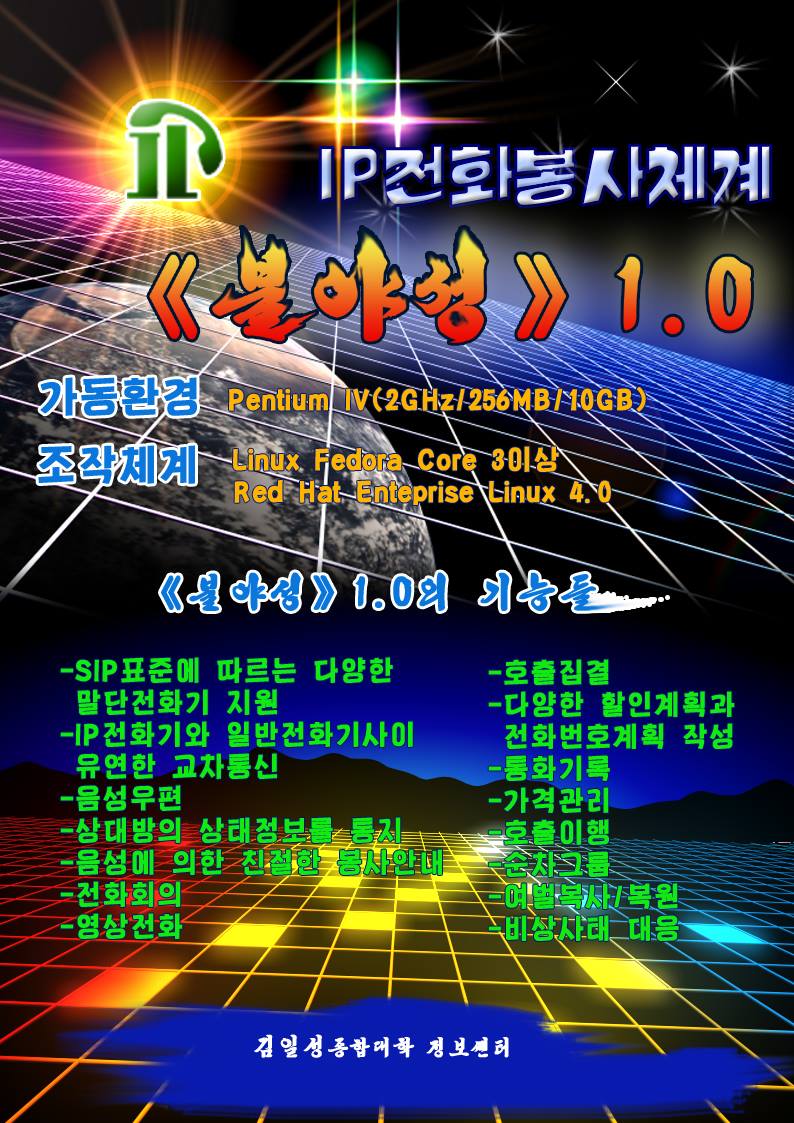 IP
IP전화봉사체계
《불야성》 1.0
가동환경 Pentium IV(2GHz/256MB/10GB)
조작체계 Linux Fedora Core 3이상
Red Hat Enteprise Linux 4.0
《불야성》1.0의 기능들
-SIP표준에 따르는 다양한
말단전화기 지원
-IP전화기와 일반전화기사이
유연한 교차통신
-음성우편
-상대방의 상태정보를 통지
-음성에 의한 친절한 봉사안내
-전화회의
-영상전화
-호출집결
-다양한 할인계획과
전화번호계획 작성
-통화기록
-가격관리
-호출이행
-순차그룹
-여벌복사/복원
-비상사태 대응
김일성종합대학 정보쎈터